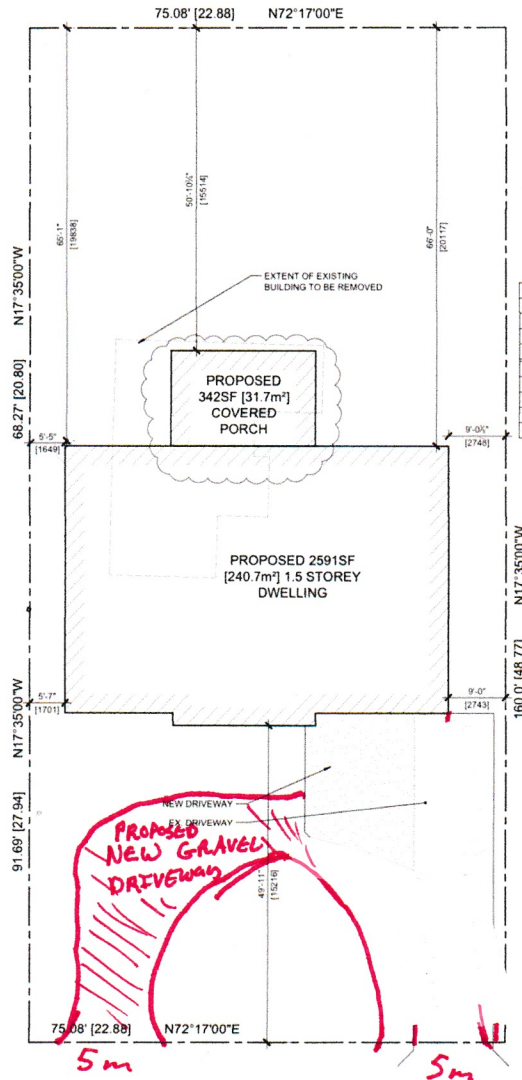 75.08' [22.88] N72°17'00"E
65'-1"
[19838]
50'-10¾"
[15514]
66'-0"
[20117]
EXTENT OF EXISTING
BUILDING TO BE REMOVED
N17°35'00"W
68.27' [20.80]
PROPOSED
342SF [31.7m²]
COVERED
PORCH
5'-5"
[1649]
9'-0⅛"
[2748]
PROPOSED 2591SF
[240.7m²] 1.5 STOREY
DWELLING
N17°35'00"W
160.0' [48.77]
5'-7"
[1701]
9'-0"
[2743]
N17°35'00"W
91.69' [27.94]
NEW DRIVEWAY
EX. DRIVEWAY
PROPOSED
NEW GRAVEL
DRIVEWAY
49'-11"
[15216]
75.08' [22.88] N72°17'00"E
5m
5m